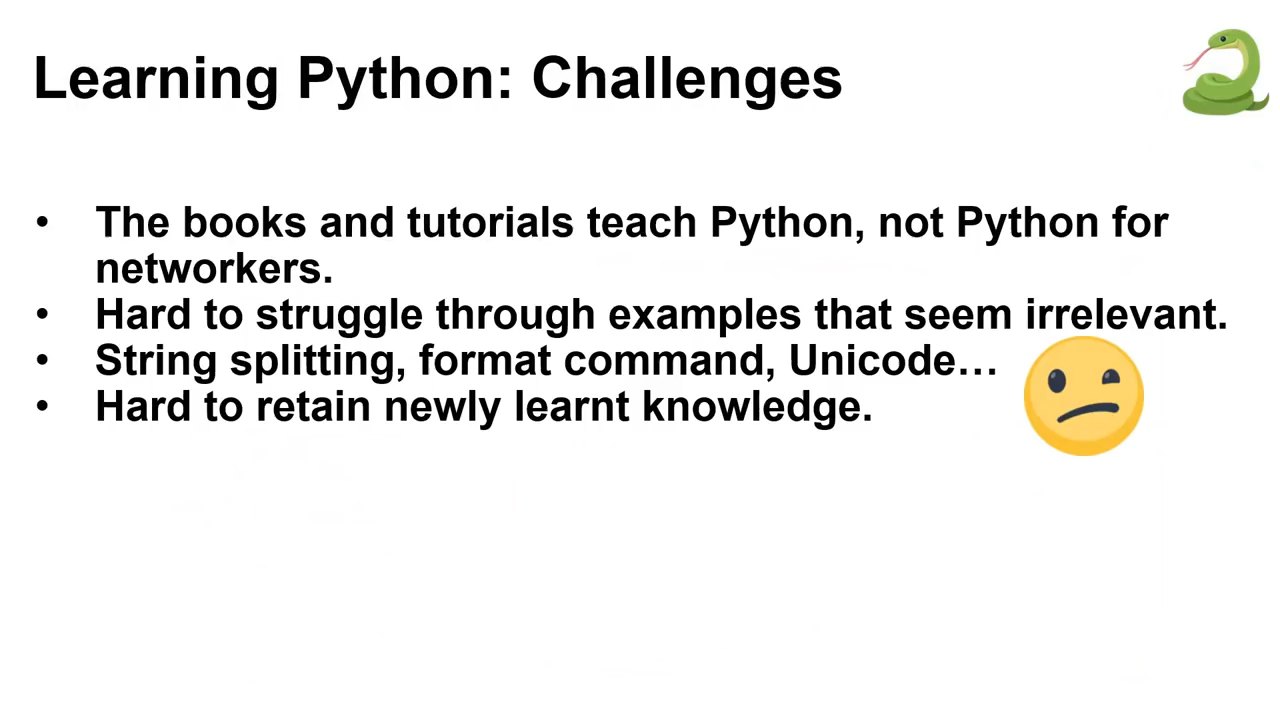 Learning Python: Challenges
• The books and tutorials teach Python, not Python for
networkers.
• Hard to struggle through examples that seem irrelevant.
• String splitting, format command, Unicode…
• Hard to retain newly learnt knowledge.